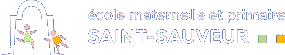 école maternelle et primaire
SAINT-SAUVEUR